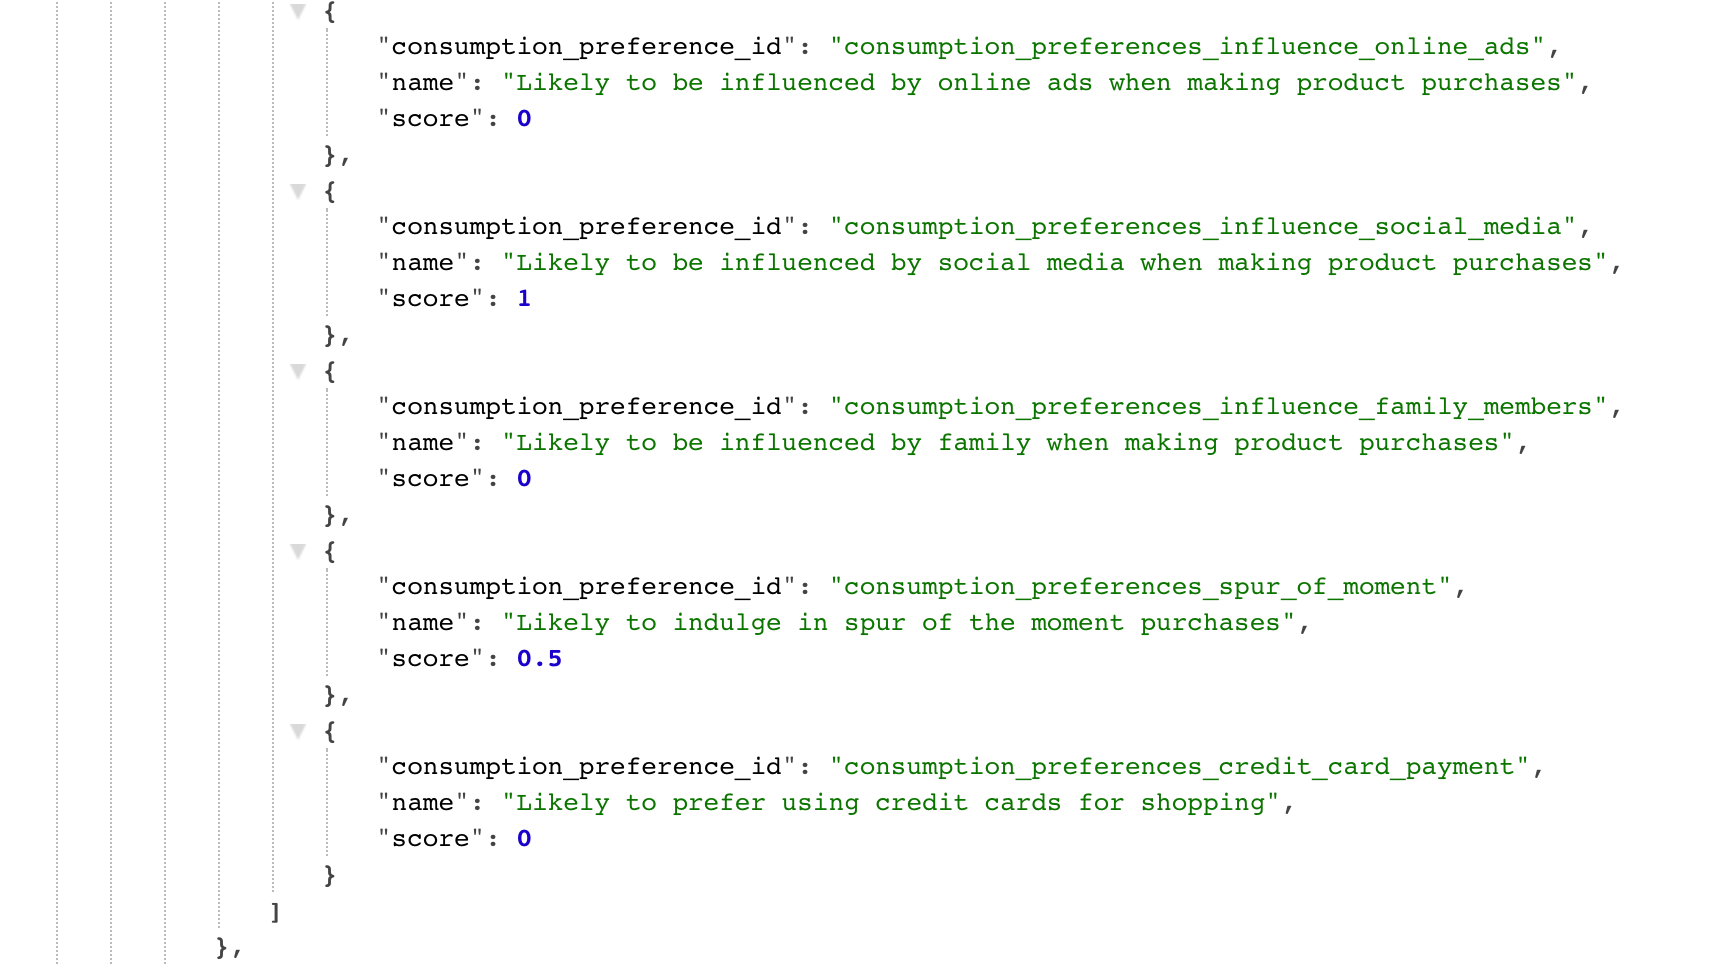 {
"consumption_preference_id": "consumption_preferences_influence_online_ads",
"name": "Likely to be influenced by online ads when making product purchases",
"score": 0
},
{
"consumption_preference_id": "consumption_preferences_influence_social_media",
"name": "Likely to be influenced by social media when making product purchases",
"score": 1
},
{
"consumption_preference_id": "consumption_preferences_influence_family_members",
"name": "Likely to be influenced by family when making product purchases",
"score": 0
},
{
"consumption_preference_id": "consumption_preferences_spur_of_moment",
"name": "Likely to indulge in spur of the moment purchases",
"score": 0.5
},
{
"consumption_preference_id": "consumption_preferences_credit_card_payment",
"name": "Likely to prefer using credit cards for shopping",
"score": 0
}
]
},